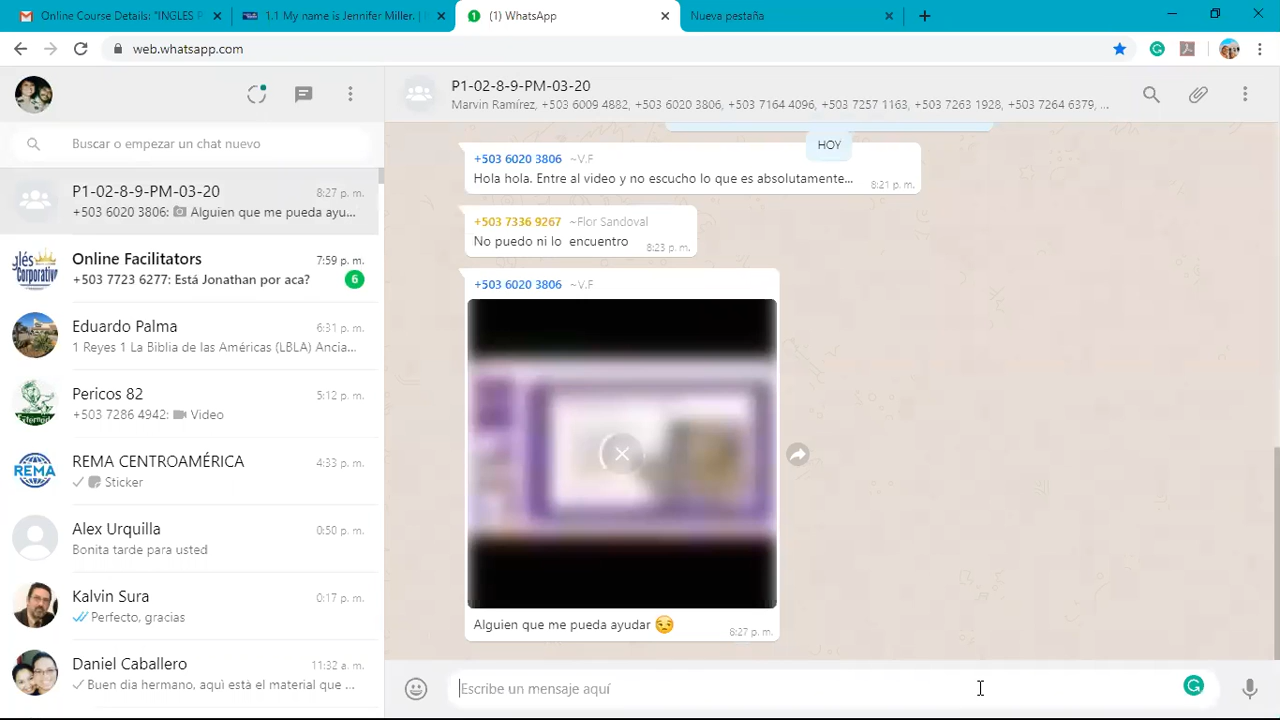 Online Course Details: "INGLES P
1.1 My name is Jennifer Miller.
(1) WhatsApp
Nueva pestaña
web.whatsapp.com
P1-02-8-9-PM-03-20
Marvin Ramírez, +503 6009 4882, +503 6020 3806, +503 7164 4096, +503 7257 1163, +503 7263 1928, +503 7264 6379, ...
Buscar o empezar un chat nuevo
P1-02-8-9-PM-03-20 8:27 p. m.
+503 6020 3806: Alguien que me pueda ayu...
Online Facilitators 7:59 p. m.
+503 7723 6277: Está Jonathan por aca? 6
Eduardo Palma 6:31 p. m.
1 Reyes 1 La Biblia de las Américas (LBLA) Ancia...
Pericos 82 5:12 p. m.
+503 7286 4942: Video
REMA CENTROAMÉRICA 4:33 p. m.
Sticker
Alex Urquilla 0:50 p. m.
Bonita tarde para usted
Kalvin Sura 0:17 p. m.
Perfecto, gracias
Daniel Caballero 11:32 a. m.
Buen dia hermano, aquì està el material que ...
glés
Corporativo
REMA
HOY
+503 6020 3806 ~V.F
Hola hola. Entre al video y no escucho lo que es absolutamente... 8:21 p. m.
+503 7336 9267 ~Flor Sandoval
No puedo ni lo encuentro 8:23 p. m.
+503 6020 3806 ~V.F
Alguien que me pueda ayudar 😒 8:27 p. m.
Escribe un mensaje aquí